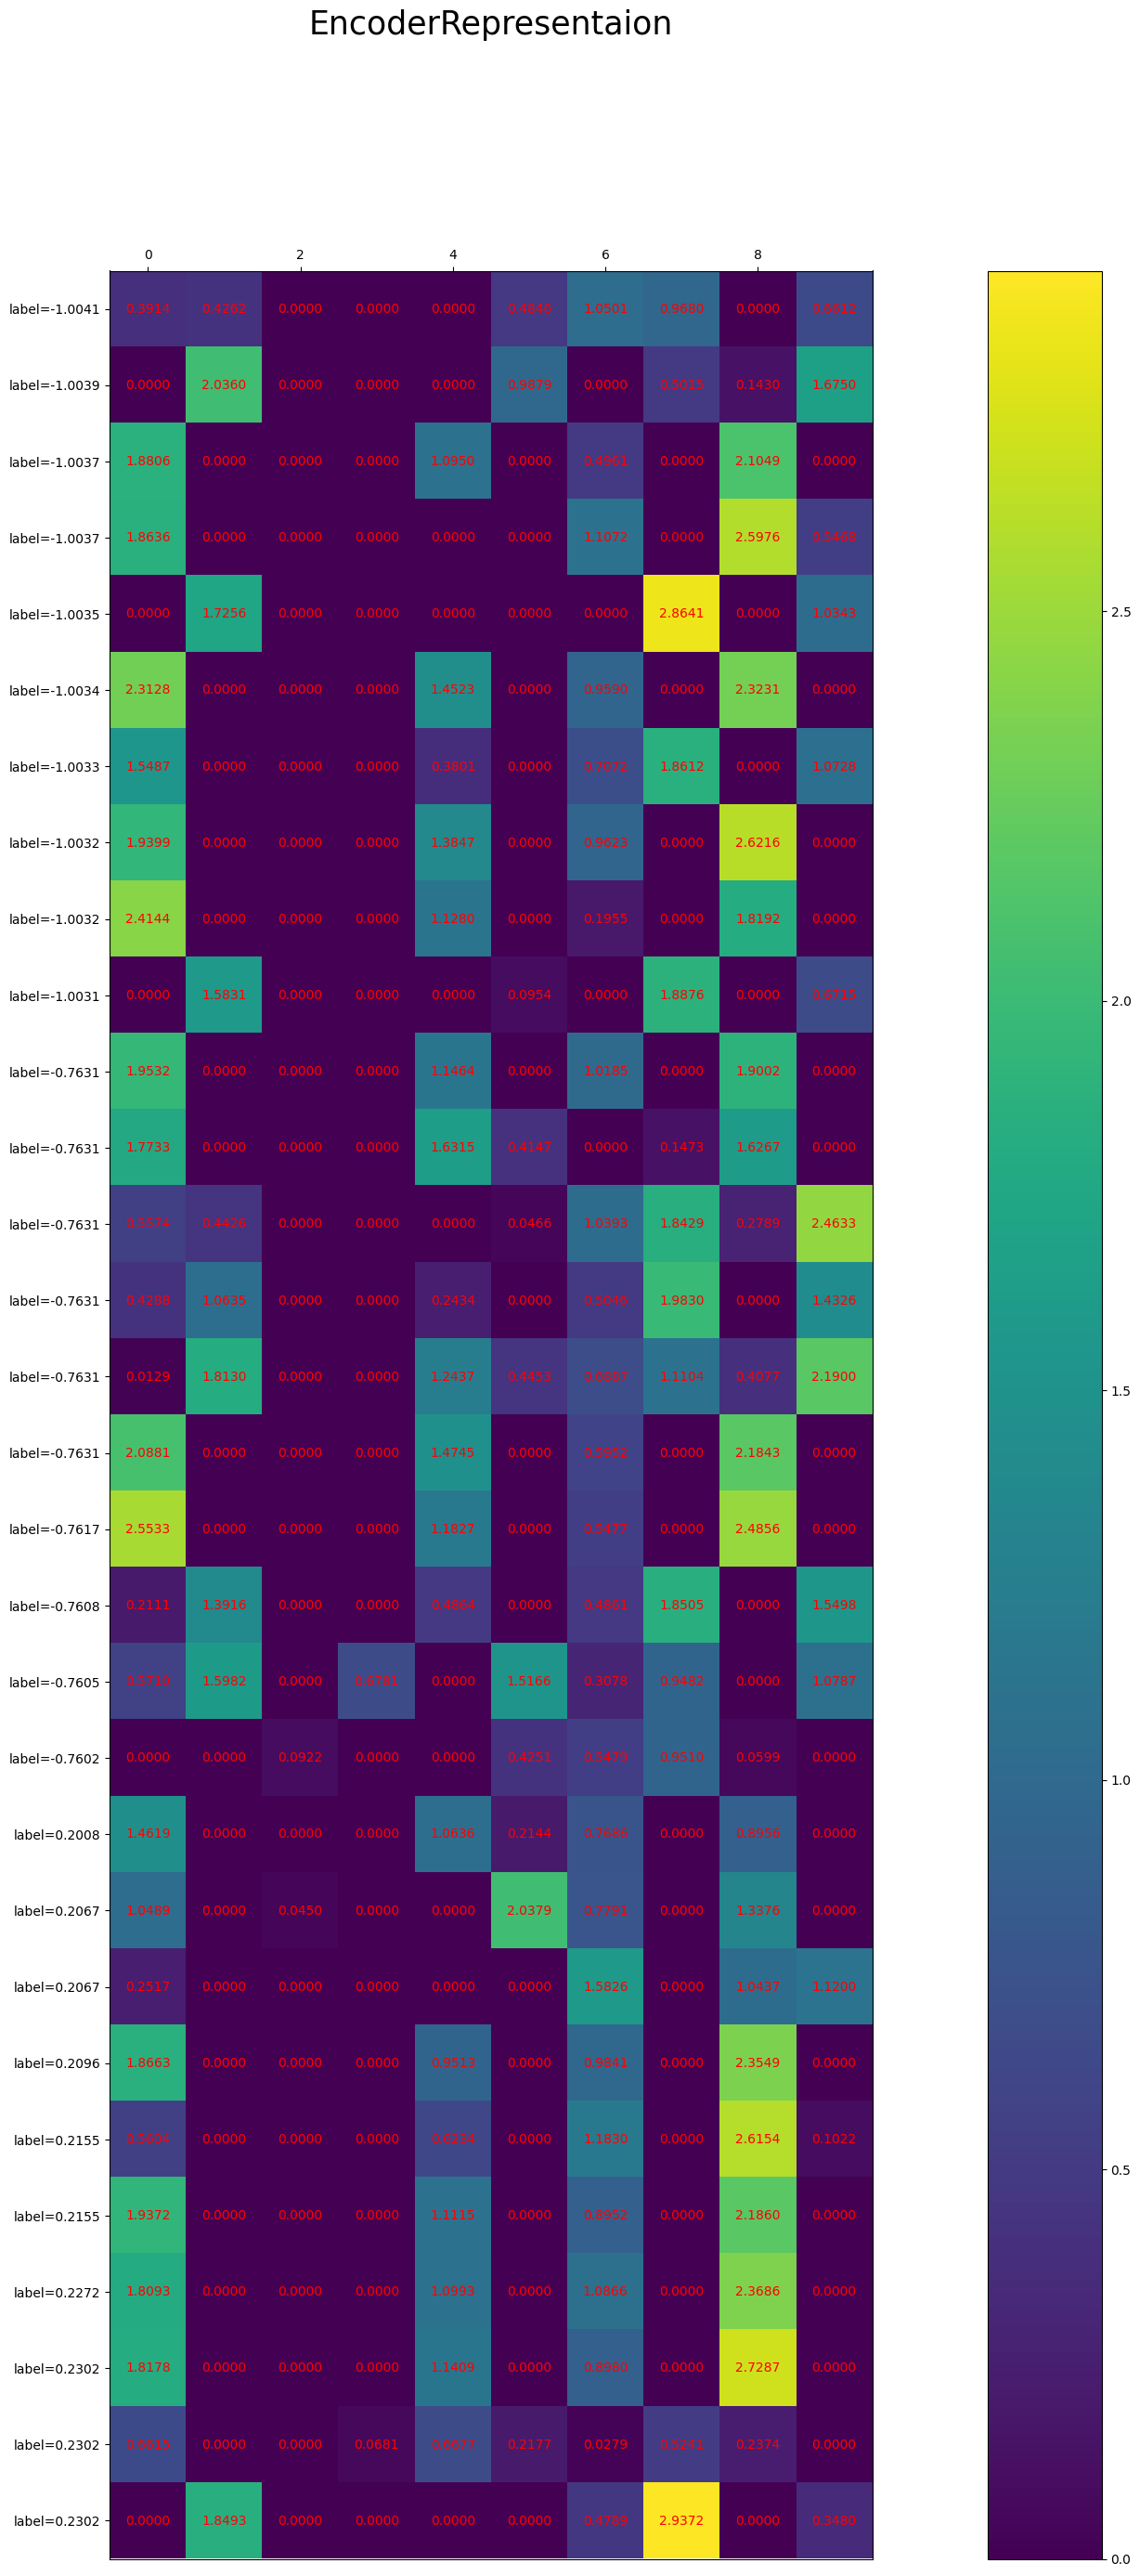 EncoderRepresentaion
0 2 4 6 8
label=-1.0041 0.3914 0.4262 0.0000 0.0000 0.0000 0.4846 1.0501 0.9680 0.0000 0.6612
label=-1.0039 0.0000 2.0360 0.0000 0.0000 0.0000 0.9879 0.0000 0.5015 0.1430 1.6750
label=-1.0037 1.8806 0.0000 0.0000 0.0000 1.0950 0.0000 0.4961 0.0000 2.1049 0.0000
label=-1.0037 1.8636 0.0000 0.0000 0.0000 0.0000 0.0000 1.1072 0.0000 2.5976 0.5468
2.5
label=-1.0035 0.0000 1.7256 0.0000 0.0000 0.0000 0.0000 0.0000 2.8641 0.0000 1.0343
label=-1.0034 2.3128 0.0000 0.0000 0.0000 1.4523 0.0000 0.9590 0.0000 2.3231 0.0000
label=-1.0033 1.5487 0.0000 0.0000 0.0000 0.3801 0.0000 0.7072 1.8612 0.0000 1.0728
label=-1.0032 1.9399 0.0000 0.0000 0.0000 1.3847 0.0000 0.9623 0.0000 2.6216 0.0000
label=-1.0032 2.4144 0.0000 0.0000 0.0000 1.1280 0.0000 0.1955 0.0000 1.8192 0.0000
label=-1.0031 0.0000 1.5831 0.0000 0.0000 0.0000 0.0954 0.0000 1.8876 0.0000 0.6715
2.0
label=-0.7631 1.9532 0.0000 0.0000 0.0000 1.1464 0.0000 1.0185 0.0000 1.9002 0.0000
label=-0.7631 1.7733 0.0000 0.0000 0.0000 1.6315 0.4147 0.0000 0.1473 1.6267 0.0000
label=-0.7631 0.5574 0.4426 0.0000 0.0000 0.0000 0.0466 1.0393 1.8429 0.2789 2.4633
label=-0.7631 0.4288 1.0635 0.0000 0.0000 0.2434 0.0000 0.5046 1.9830 0.0000 1.4326
label=-0.7631 0.0129 1.8130 0.0000 0.0000 1.2437 0.4453 0.6887 1.1104 0.4077 2.1900
1.5
label=-0.7631 2.0881 0.0000 0.0000 0.0000 1.4745 0.0000 0.5952 0.0000 2.1843 0.0000
label=-0.7617 2.5533 0.0000 0.0000 0.0000 1.1827 0.0000 0.5477 0.0000 2.4856 0.0000
label=-0.7608 0.2111 1.3916 0.0000 0.0000 0.4864 0.0000 0.4861 1.8505 0.0000 1.5498
label=-0.7605 0.5710 1.5982 0.0000 0.6781 0.0000 1.5166 0.3078 0.9482 0.0000 1.0787
label=-0.7602 0.0000 0.0000 0.0922 0.0000 0.0000 0.4251 0.5479 0.9510 0.0599 0.0000
1.0
label=0.2008 1.4619 0.0000 0.0000 0.0000 1.0636 0.2144 0.7686 0.0000 0.8956 0.0000
label=0.2067 1.0489 0.0000 0.0450 0.0000 0.0000 2.0379 0.7791 0.0000 1.3376 0.0000
label=0.2067 0.2517 0.0000 0.0000 0.0000 0.0000 0.0000 1.5826 0.0000 1.0437 1.1200
label=0.2096 1.8663 0.0000 0.0000 0.0000 0.9513 0.0000 0.9841 0.0000 2.3549 0.0000
label=0.2155 0.0000 0.0000 0.0000 0.6234 0.0000 1.1830 0.0000 2.6154 0.1022
0.5
label=0.2155 1.9372 0.0000 0.0000 0.0000 1.1115 0.0000 0.8952 0.0000 2.1860 0.0000
label=0.2272 1.8093 0.0000 0.0000 0.0000 1.0993 0.0000 1.0866 0.0000 2.3686 0.0000
label=0.2302 1.8178 0.0000 0.0000 0.0000 1.1409 0.0000 0.8980 0.0000 2.7287 0.0000
label=0.2302 0.6615 0.0000 0.0000 0.0681 0.6677 0.2177 0.0279 0.5241 0.2374 0.0000
label=0.2302 0.0000 1.8493 0.0000 0.0000 0.0000 0.0000 0.4789 2.9372 0.0000 0.3480
0.0